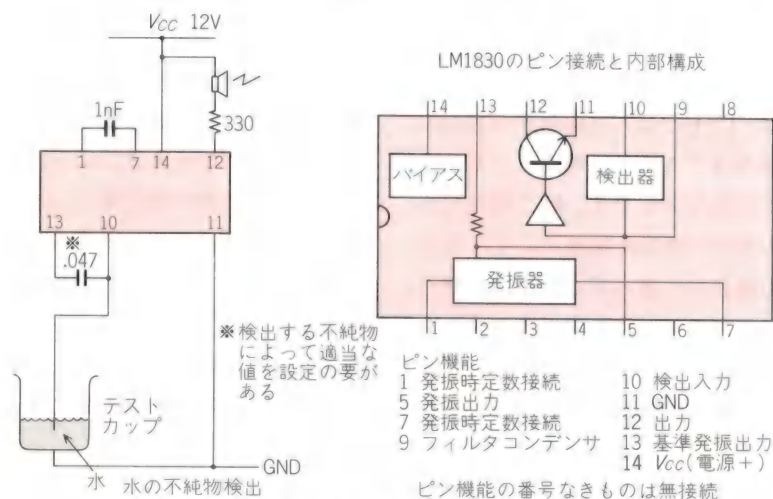 VCC 12V
1nF
330
1 7 14 12
13 10 11
※
.047
※検出する不純物
によって適当な
値を設定の要が
ある
テスト
カップ
水
水の不純物検出
GND
LM1830のピン接続と内部構成
14 13 12 11 10 9 8
バイアス
検出器
発振器
1 2 3 4 5 6 7
ピン機能
1 発振時定数接続
5 発振出力
7 発振時定数接続
9 フィルタコンデンサ
10 検出入力
11 GND
12 出力
13 基準発振出力
14 VCC(電源+)
ピン機能の番号なきものは無接続